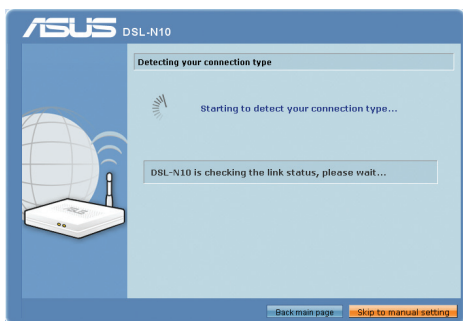 ASUS DSL-N10
Detecting your connection type
Starting to detect your connection type...
DSL-N10 is checking the link status, please wait...
ASUS
Back main page
Skip to manual setting